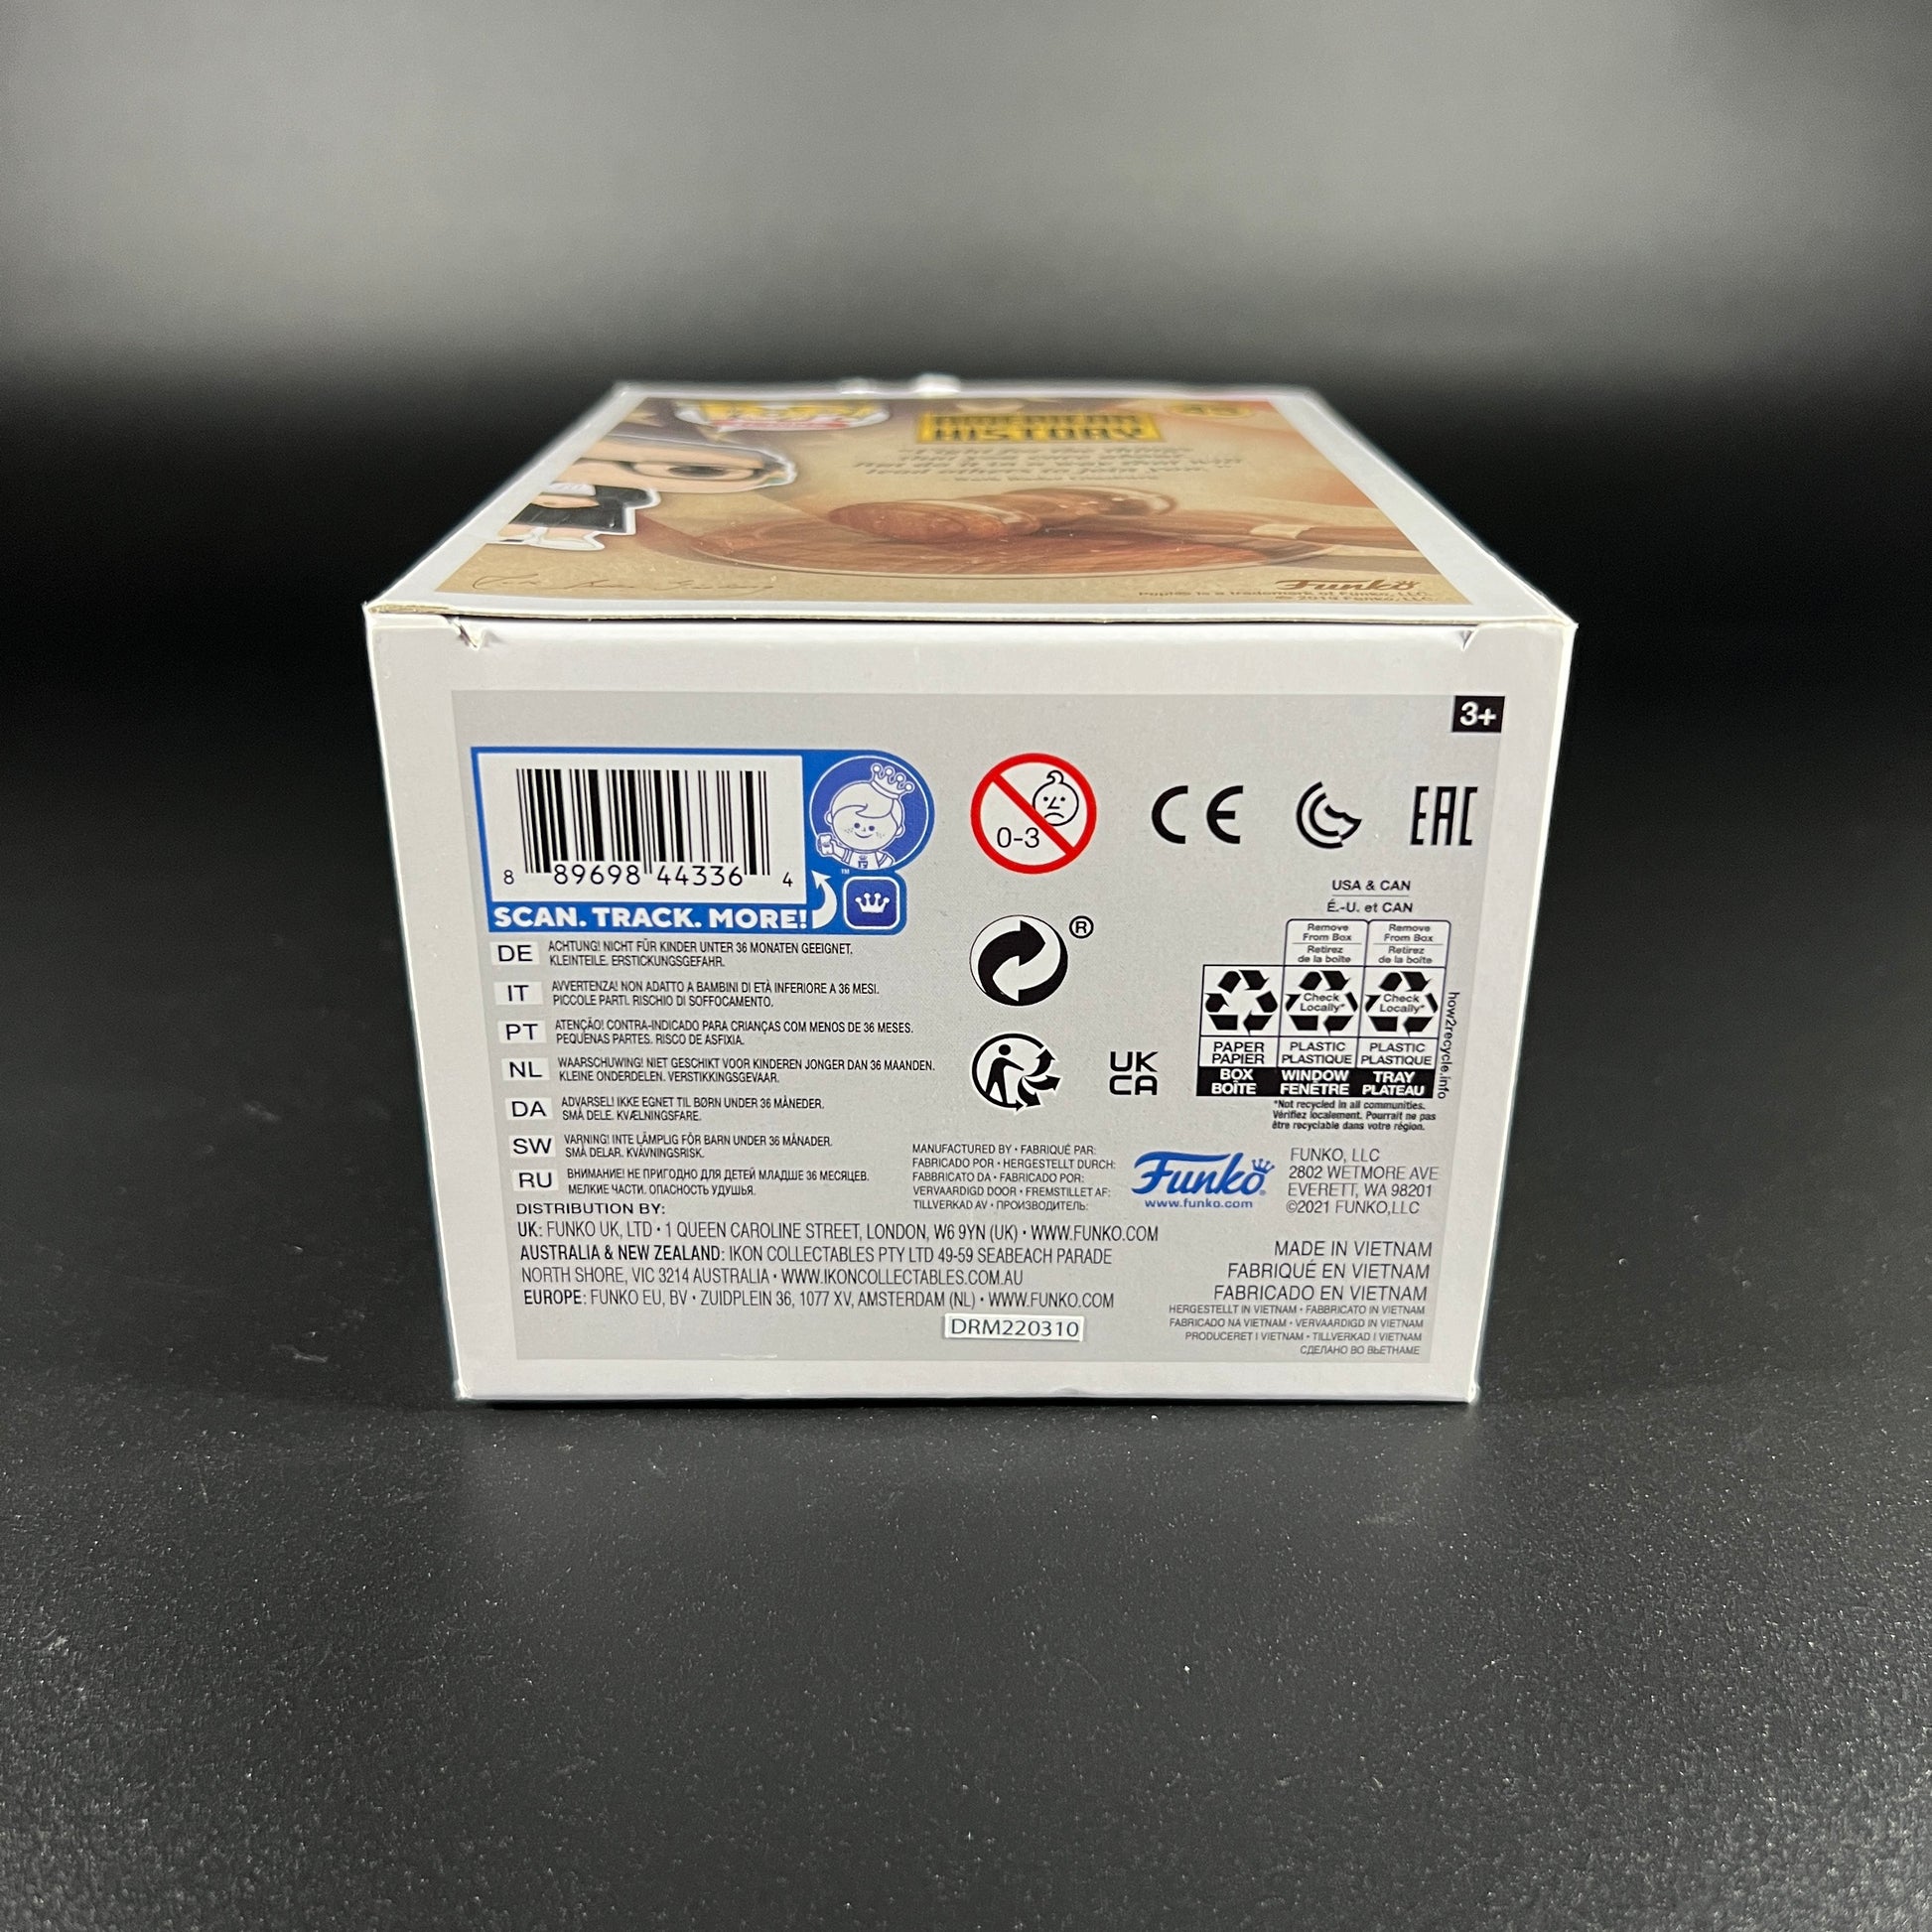 POP!
AMERICAN
HISTORY
45
Funko
Pop!® is a trademark of Funko, LLC.
© 2019 Funko, LLC.
3+
8 89698 44336 4
SCAN. TRACK. MORE!
™
0-3
CE
EAC
®
UK
CA
USA & CAN
É.-U. et CAN
Remove
From Box
Retirez
de la boîte
Remove
From Box
Retirez
de la boîte
Check
Locally*
Check
Locally*
PAPER
PAPIER
PLASTIC
PLASTIQUE
PLASTIC
PLASTIQUE
BOX
BOÎTE
WINDOW
FENÊTRE
TRAY
PLATEAU
how2recycle.info
*Not recycled in all communities.
Vérifiez localement. Pourrait ne pas
être recyclable dans votre région.
DE ACHTUNG! NICHT FÜR KINDER UNTER 36 MONATEN GEEIGNET.
KLEINTEILE. ERSTICKUNGSGEFAHR.
IT AVVERTENZA! NON ADATTO A BAMBINI DI ETÀ INFERIORE A 36 MESI.
PICCOLE PARTI. RISCHIO DI SOFFOCAMENTO.
PT ATENÇÃO! CONTRA-INDICADO PARA CRIANÇAS COM MENOS DE 36 MESES.
PEQUENAS PARTES. RISCO DE ASFIXIA.
NL WAARSCHUWING! NIET GESCHIKT VOOR KINDEREN JONGER DAN 36 MAANDEN.
KLEINE ONDERDELEN. VERSTIKKINGSGEVAAR.
DA ADVARSEL! IKKE EGNET TIL BØRN UNDER 36 MÅNEDER.
SMÅ DELE. KVÆLNINGSFARE.
SW VARNING! INTE LÄMPLIG FÖR BARN UNDER 36 MÅNADER.
SMÅ DELAR. KVÄVNINGSRISK.
RU ВНИМАНИЕ! НЕ ПРИГОДНО ДЛЯ ДЕТЕЙ МЛАДШЕ 36 МЕСЯЦЕВ.
МЕЛКИЕ ЧАСТИ. ОПАСНОСТЬ УДУШЬЯ.
MANUFACTURED BY • FABRIQUÉ PAR:
FABRICADO POR • HERGESTELLT DURCH:
FABBRICATO DA • FABRICADO POR:
VERVAARDIGD DOOR • FREMSTILLET AF:
TILLVERKAD AV • ПРОИЗВОДИТЕЛЬ:
Funko®
www.funko.com
FUNKO, LLC
2802 WETMORE AVE
EVERETT, WA 98201
©2021 FUNKO,LLC
DISTRIBUTION BY:
UK: FUNKO UK, LTD • 1 QUEEN CAROLINE STREET, LONDON, W6 9YN (UK) • WWW.FUNKO.COM
AUSTRALIA & NEW ZEALAND: IKON COLLECTABLES PTY LTD 49-59 SEABEACH PARADE
NORTH SHORE, VIC 3214 AUSTRALIA • WWW.IKONCOLLECTABLES.COM.AU
EUROPE: FUNKO EU, BV • ZUIDPLEIN 36, 1077 XV, AMSTERDAM (NL) • WWW.FUNKO.COM
DRM220310
MADE IN VIETNAM
FABRIQUÉ EN VIETNAM
FABRICADO EN VIETNAM
HERGESTELLT IN VIETNAM • FABBRICATO IN VIETNAM
FABRICADO NA VIETNAM • VERVAARDIGD IN VIETNAM
PRODUCERET I VIETNAM • TILLVERKAD I VIETNAM
СДЕЛАНО ВО ВЬЕТНАМЕ